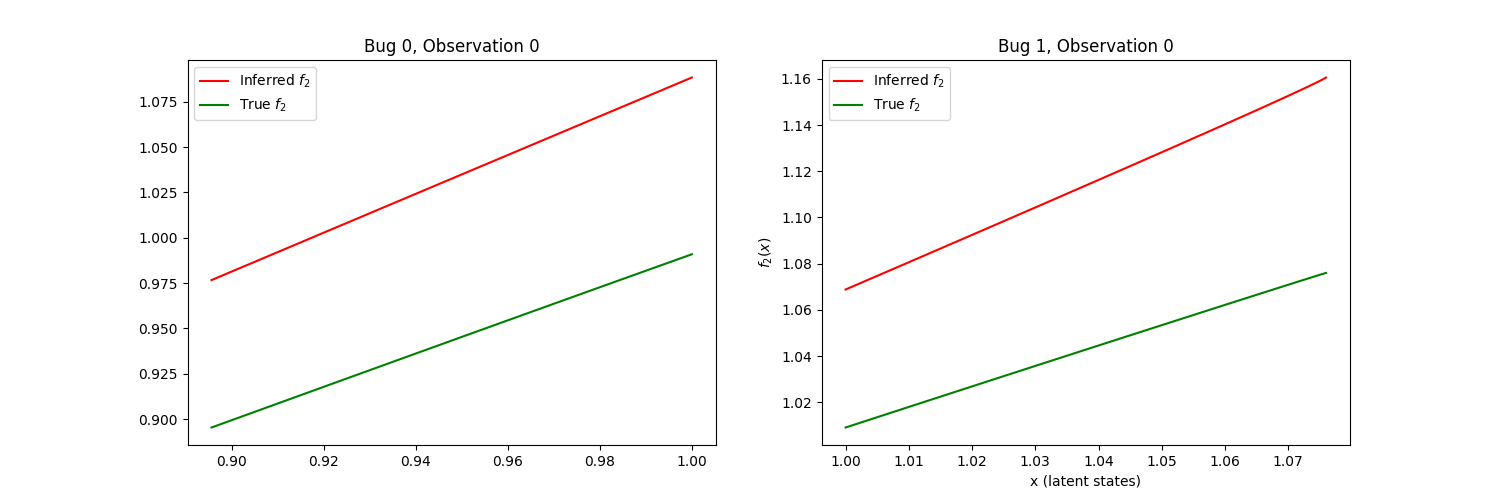 Bug 0, Observation 0
Inferred f₂
True f₂
1.075
1.050
1.025
1.000
0.975
0.950
0.925
0.900
0.90 0.92 0.94 0.96 0.98 1.00
Bug 1, Observation 0
Inferred f₂
True f₂
f₂(x)
1.16
1.14
1.12
1.10
1.08
1.06
1.04
1.02
1.00 1.01 1.02 1.03 1.04 1.05 1.06 1.07
x (latent states)